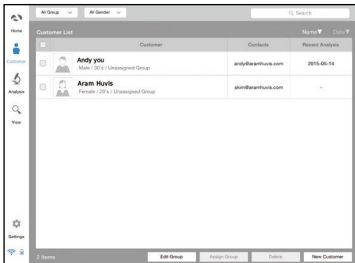 All Group
All Gender
Search
Home
Customer List
Name▼
Date▼
Customer
Contacts
Recent Analysis
Customer
Andy you
Male / 30's / Unassigned Group
andy@aramhuvis.com
2015-05-14
Analysis
Aram Huvis
Female / 20's / Unassigned Group
skim@aramhuvis.com
-
View
Settings
2 Items
Edit Group
Assign Group
Delete
New Customer